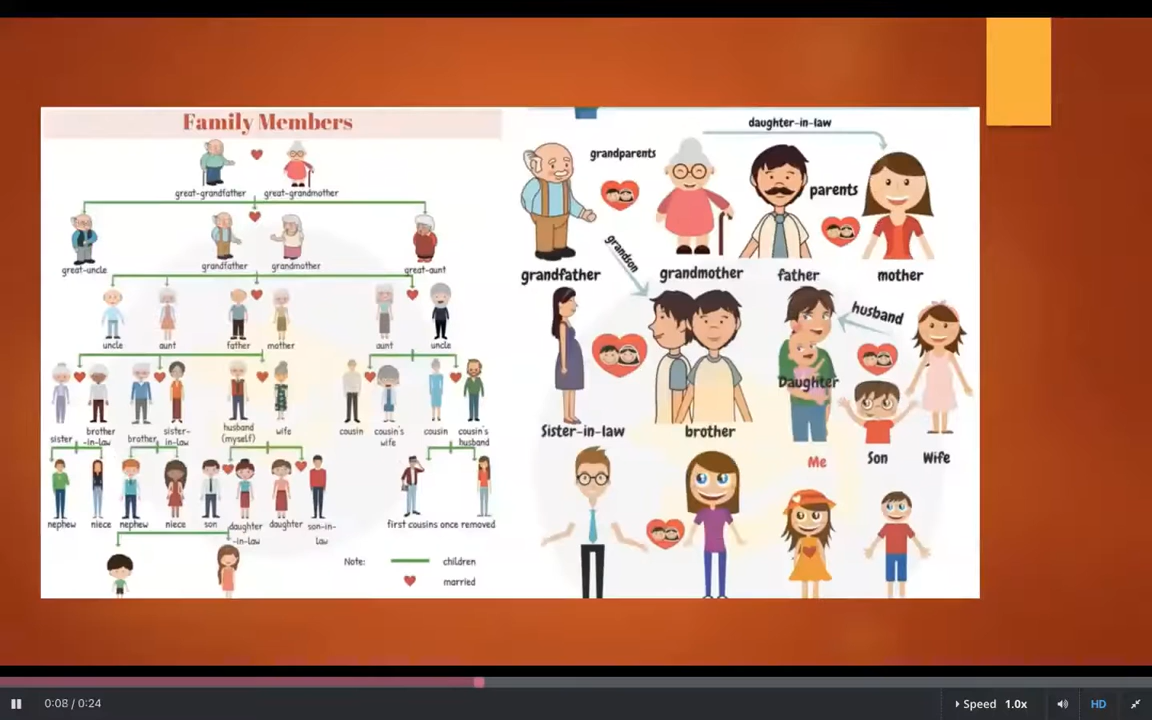 Family Members
great-grandfather great-grandmother
great-uncle grandfather grandmother great-aunt
uncle aunt father mother aunt uncle
sister brother-in-law brother sister-in-law husband (myself) wife cousin cousin's wife cousin cousin's husband
nephew niece nephew niece son daughter-in-law daughter son-in-law first cousins once removed
Note: children
married
daughter-in-law
grandparents
parents
grandson
grandfather grandmother father mother
husband
Daughter
Sister-in-law brother
Me Son Wife
0:08 / 0:24 Speed 1.0x HD